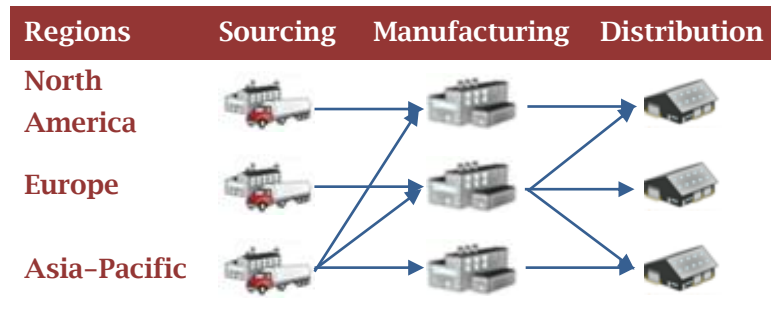 Regions Sourcing Manufacturing Distribution
North
America
Europe
Asia-Pacific